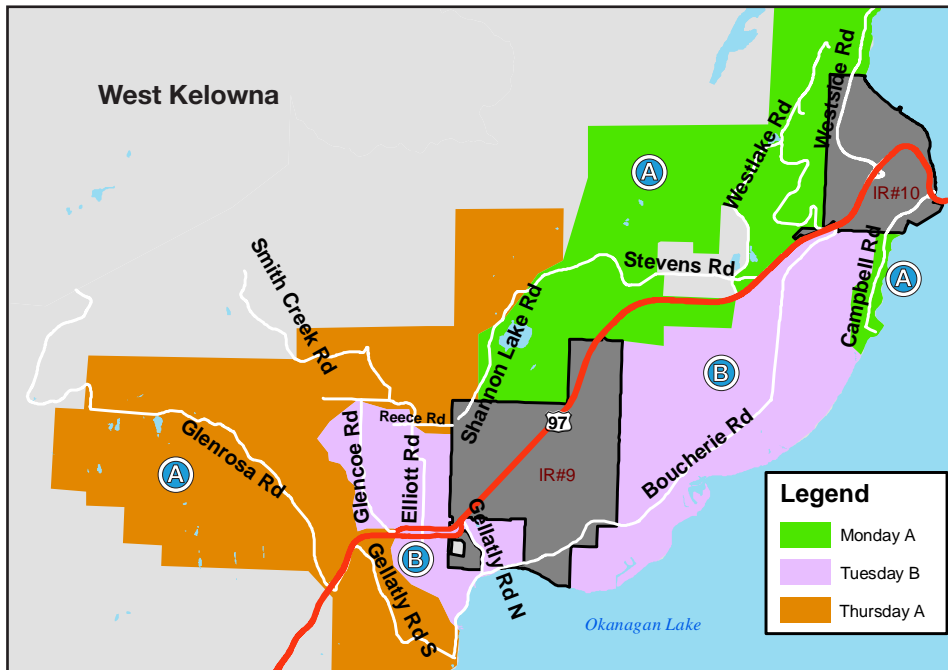 West Kelowna
Westside Rd
Westlake Rd
A
IR#10
Stevens Rd
Campbell Rd
A
Smith Creek Rd
Shannon Lake Rd
B
Reece Rd
97
Boucherie Rd
Glenrosa Rd
A
Glencoe Rd
Elliott Rd
IR#9
Gellatly Rd N
B
Gellatly Rd S
Okanagan Lake
Legend
Monday A
Tuesday B
Thursday A